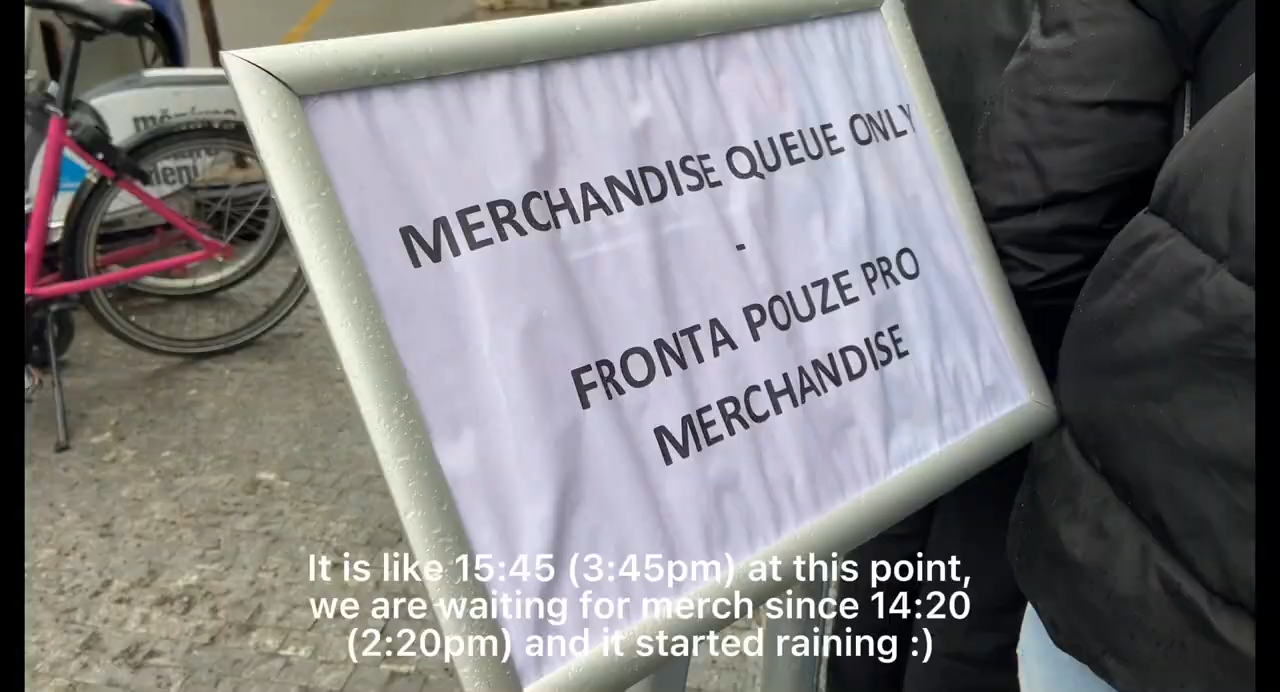 MERCHANDISE QUEUE ONLY
-
FRONTA POUZE PRO
MERCHANDISE
It is like 15:45 (3:45pm) at this point,
we are waiting for merch since 14:20
(2:20pm) and it started raining :)